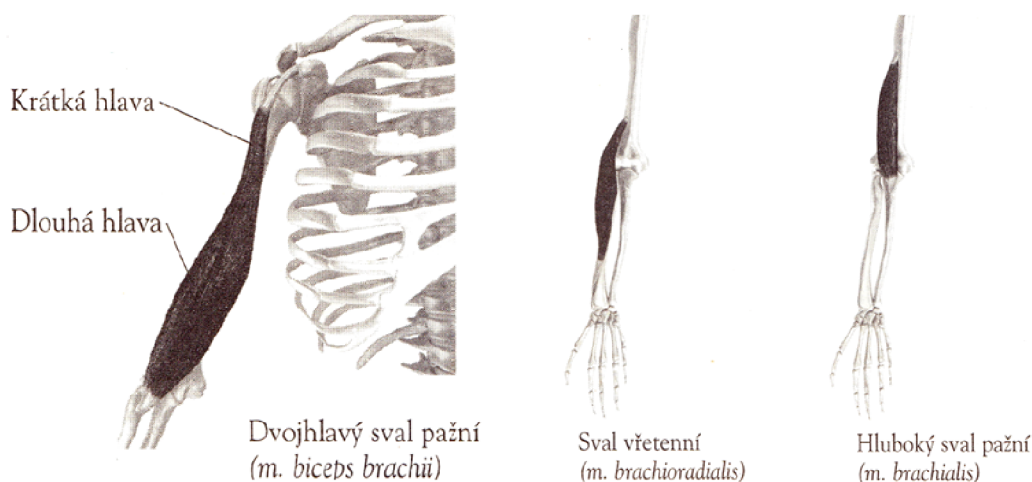 Krátká hlava
Dlouhá hlava
Dvojhlavý sval pažní
(m. biceps brachii)
Sval vřetenní
(m. brachioradialis)
Hluboký sval pažní
(m. brachialis)